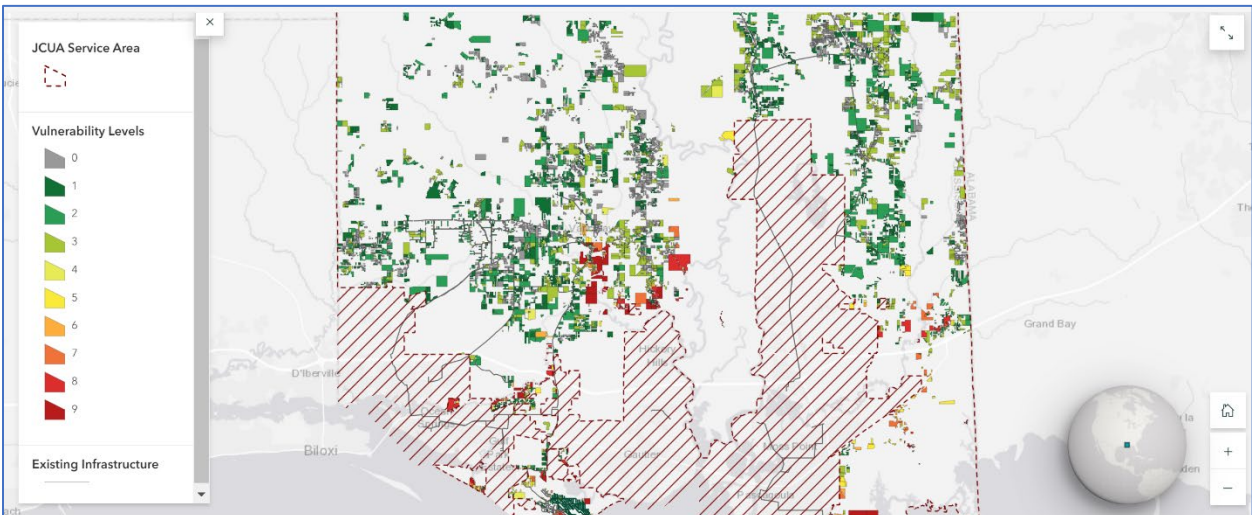 JCUA Service Area
Vulnerability Levels
0
1
2
3
4
5
6
7
8
9
Existing Infrastructure
ALABAMA
Hickory
Hills
Grand Bay
D'Iberville
Biloxi
Gautier
Moss Point
Pascagoula
+
−